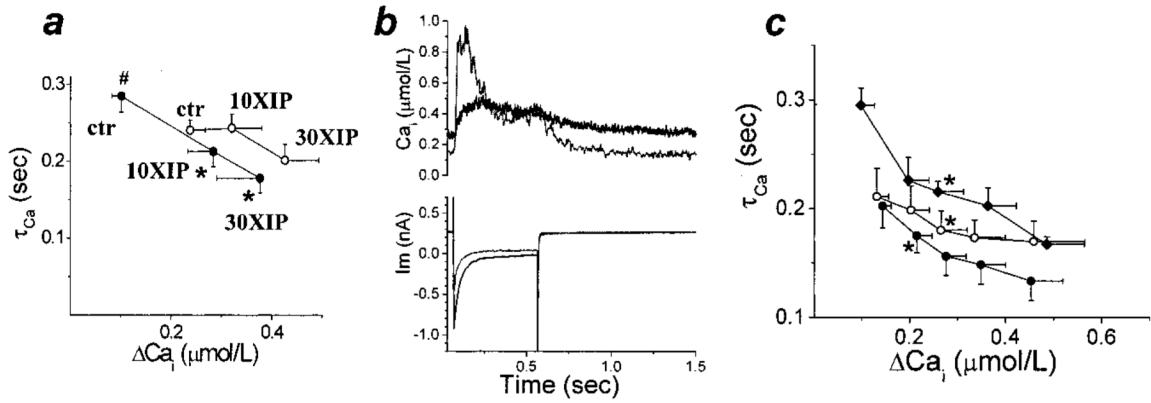 a
b
c
τCa (sec)
0.3
0.2
0.1
#
ctr
ctr
10XIP
30XIP
10XIP *
*
30XIP
0.2 0.4
ΔCai (μmol/L)
Cai (μmol/L)
1.0
0.8
0.6
0.4
0.2
0.0
Im (nA)
0.5
0.0
-0.5
-1.0
0.5 1.0 1.5
Time (sec)
τCa (sec)
0.3
0.2
0.1
*
*
*
0.2 0.4 0.6
ΔCai (μmol/L)